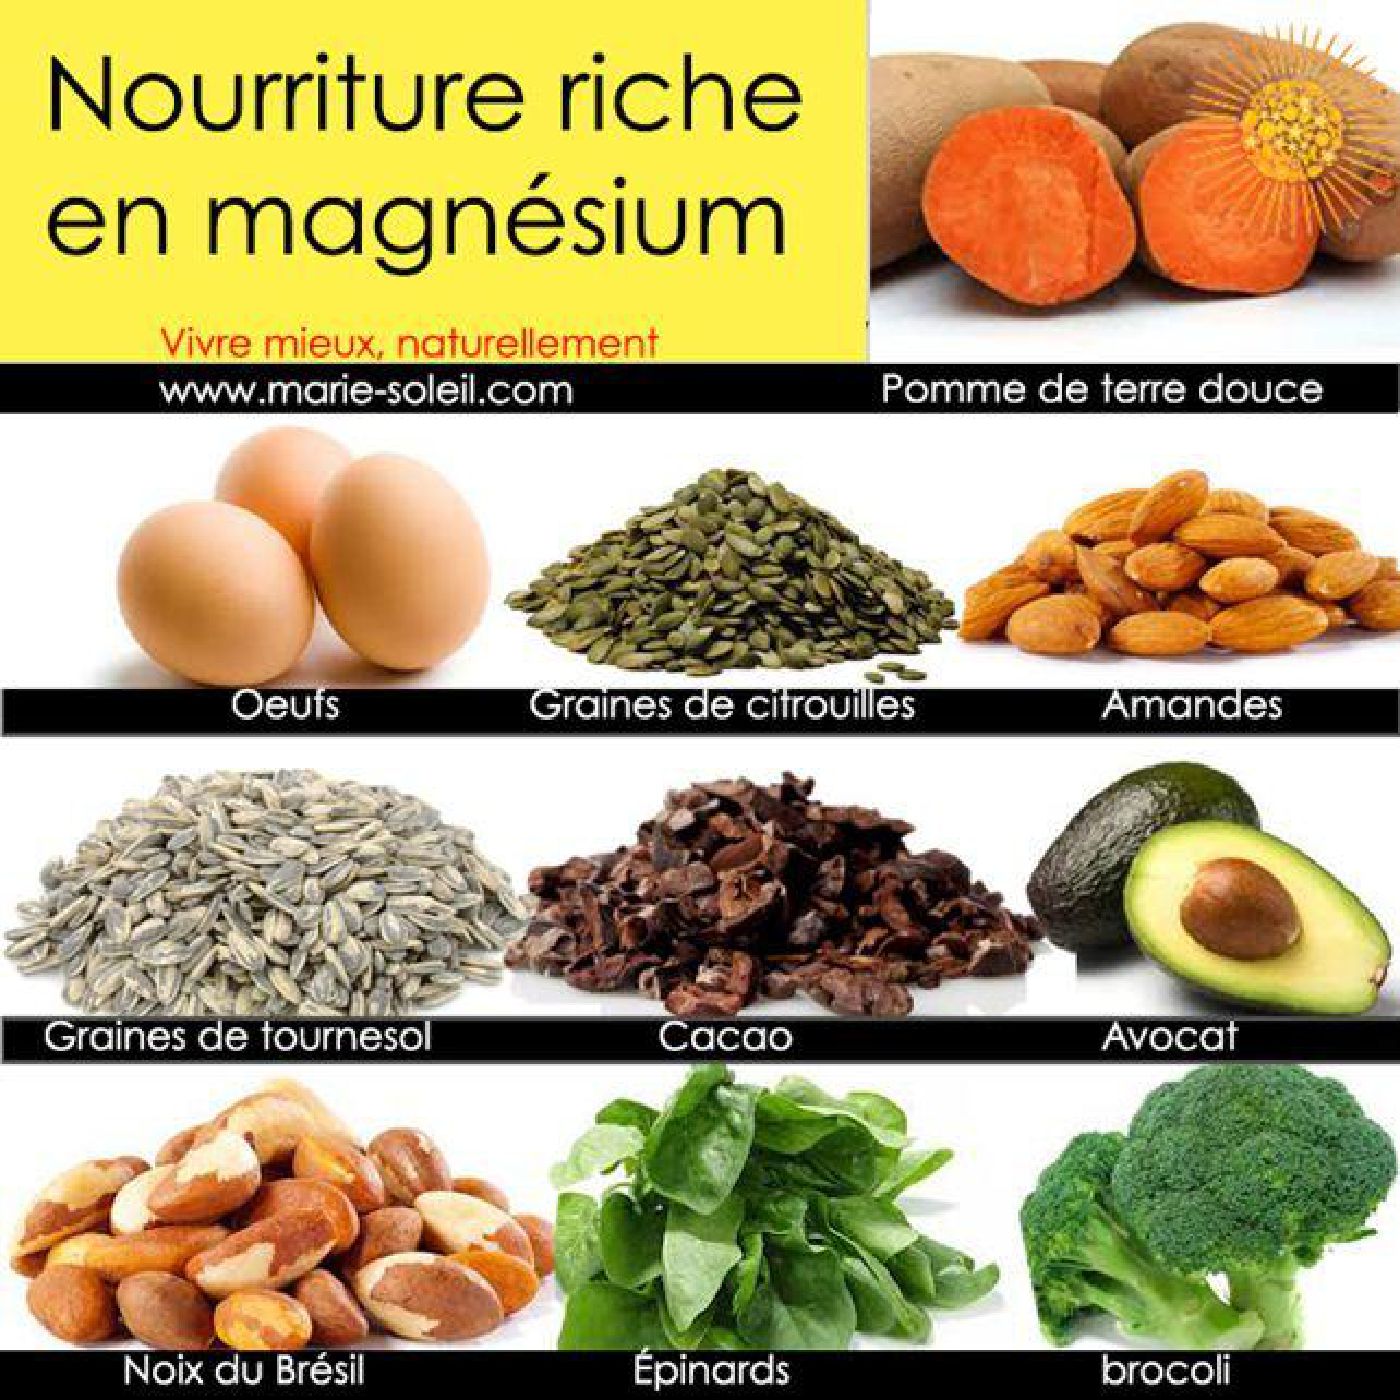 Nourriture riche
en magnésium
Vivre mieux, naturellement
www.marie-soleil.com
Pomme de terre douce
Oeufs
Graines de citrouilles
Amandes
Graines de tournesol
Cacao
Avocat
Noix du Brésil
Épinards
brocoli